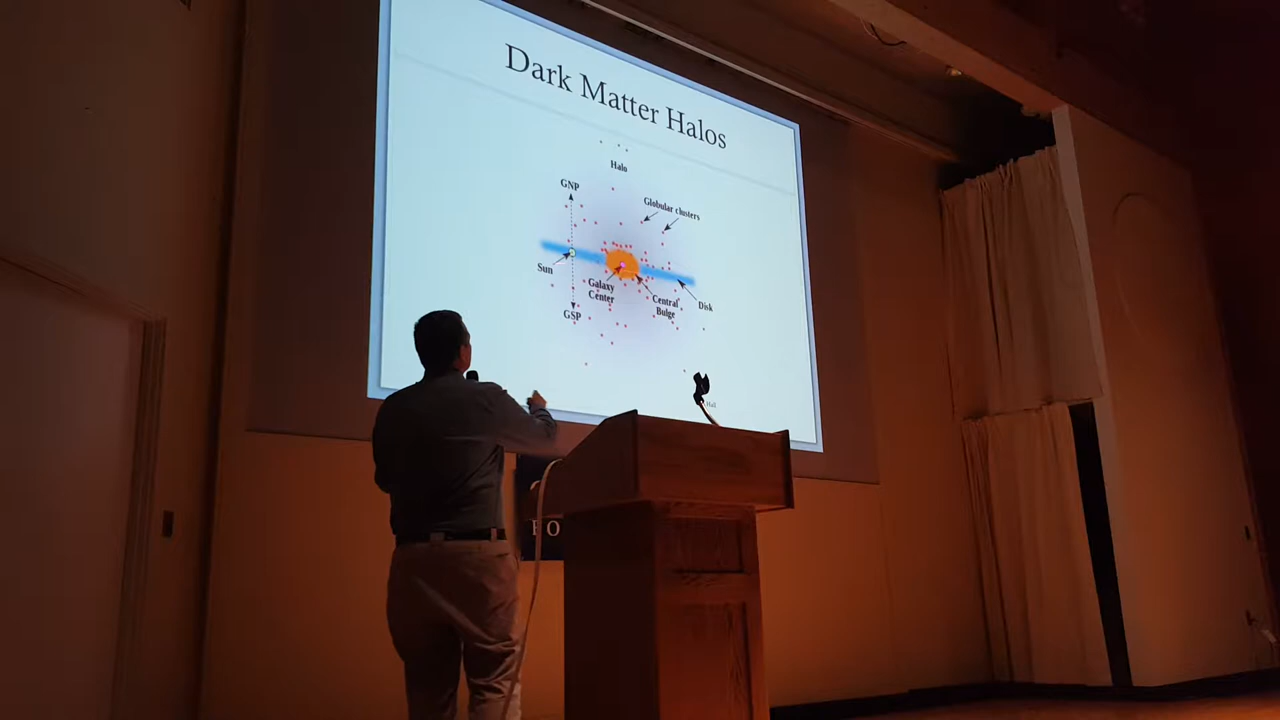 Dark Matter Halos
Halo
GNP
Globular clusters
Sun
Galaxy
Center
Central
Bulge
Disk
GSP